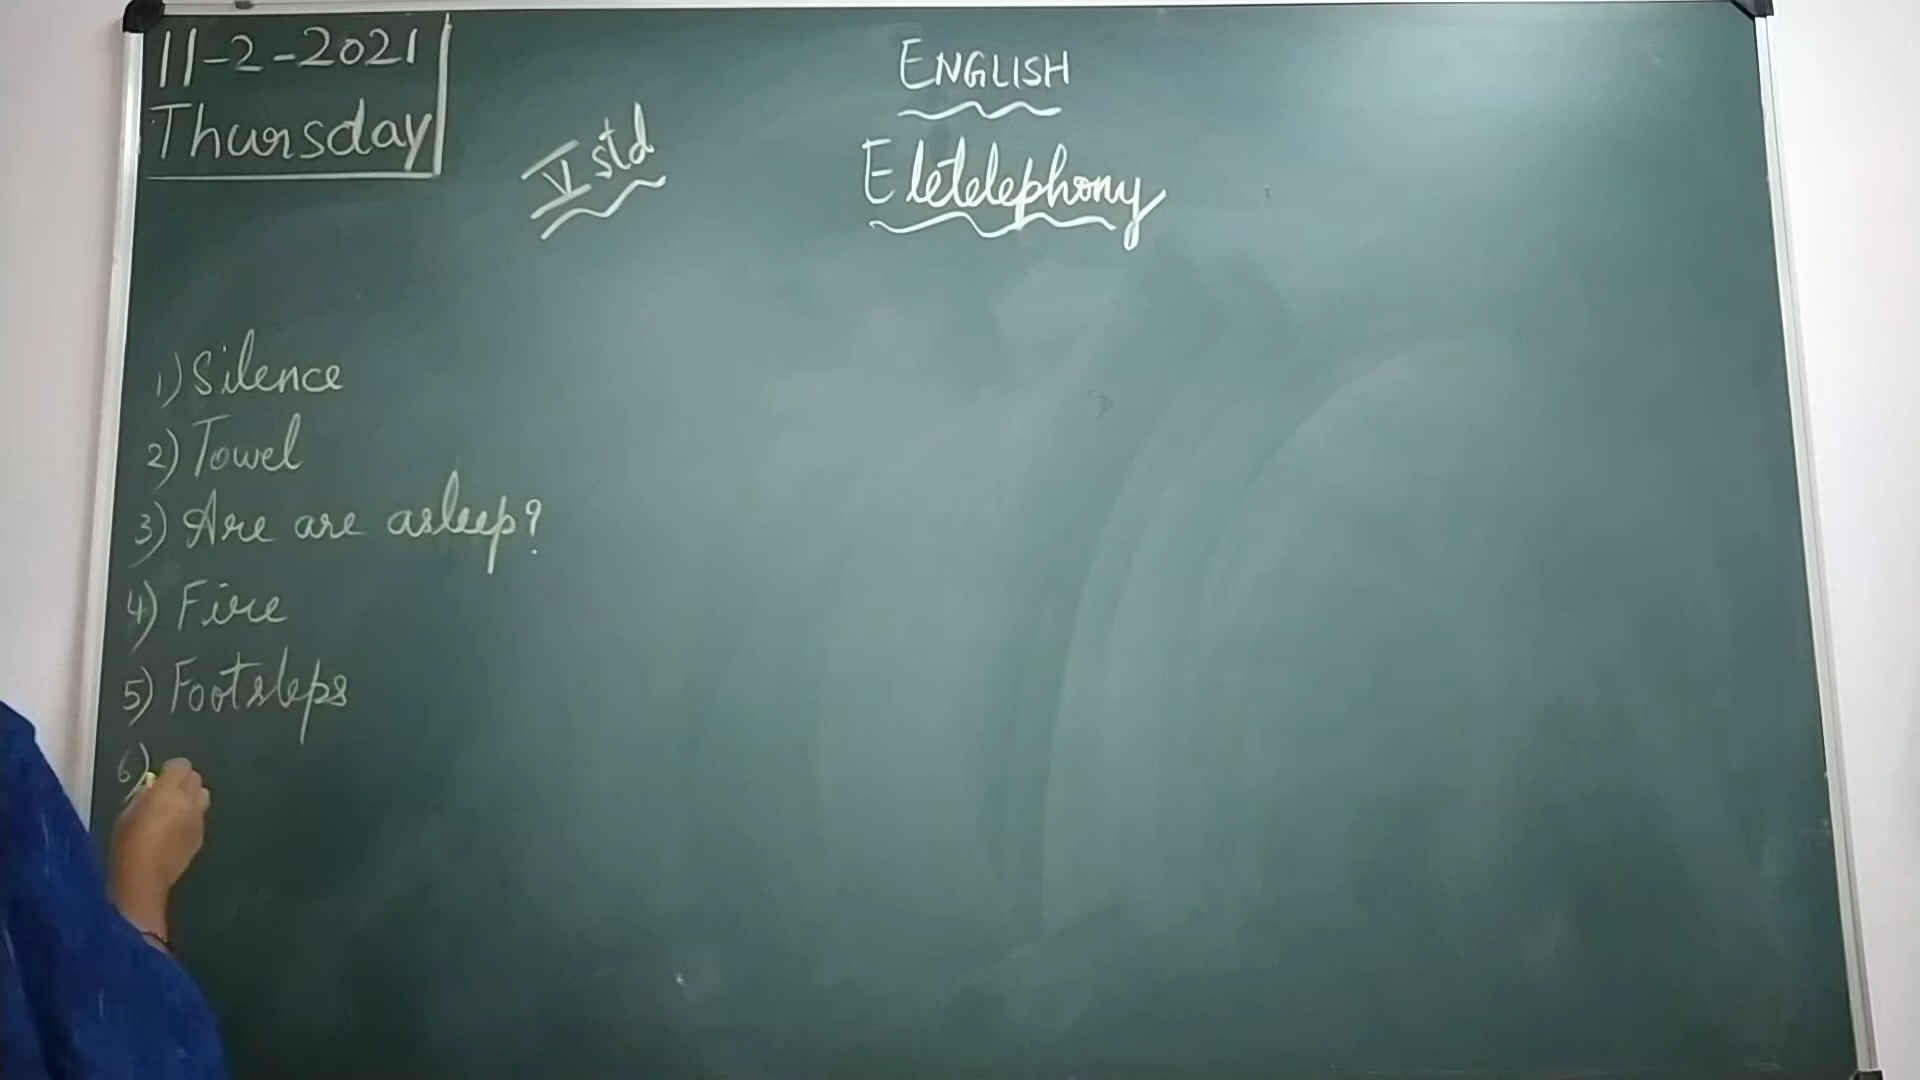 11-2-2021
Thursday
ENGLISH
V std
Eletelephony
1) Silence
2) Towel
3) Are are asleep?
4) Fire
5) Footsteps
6)